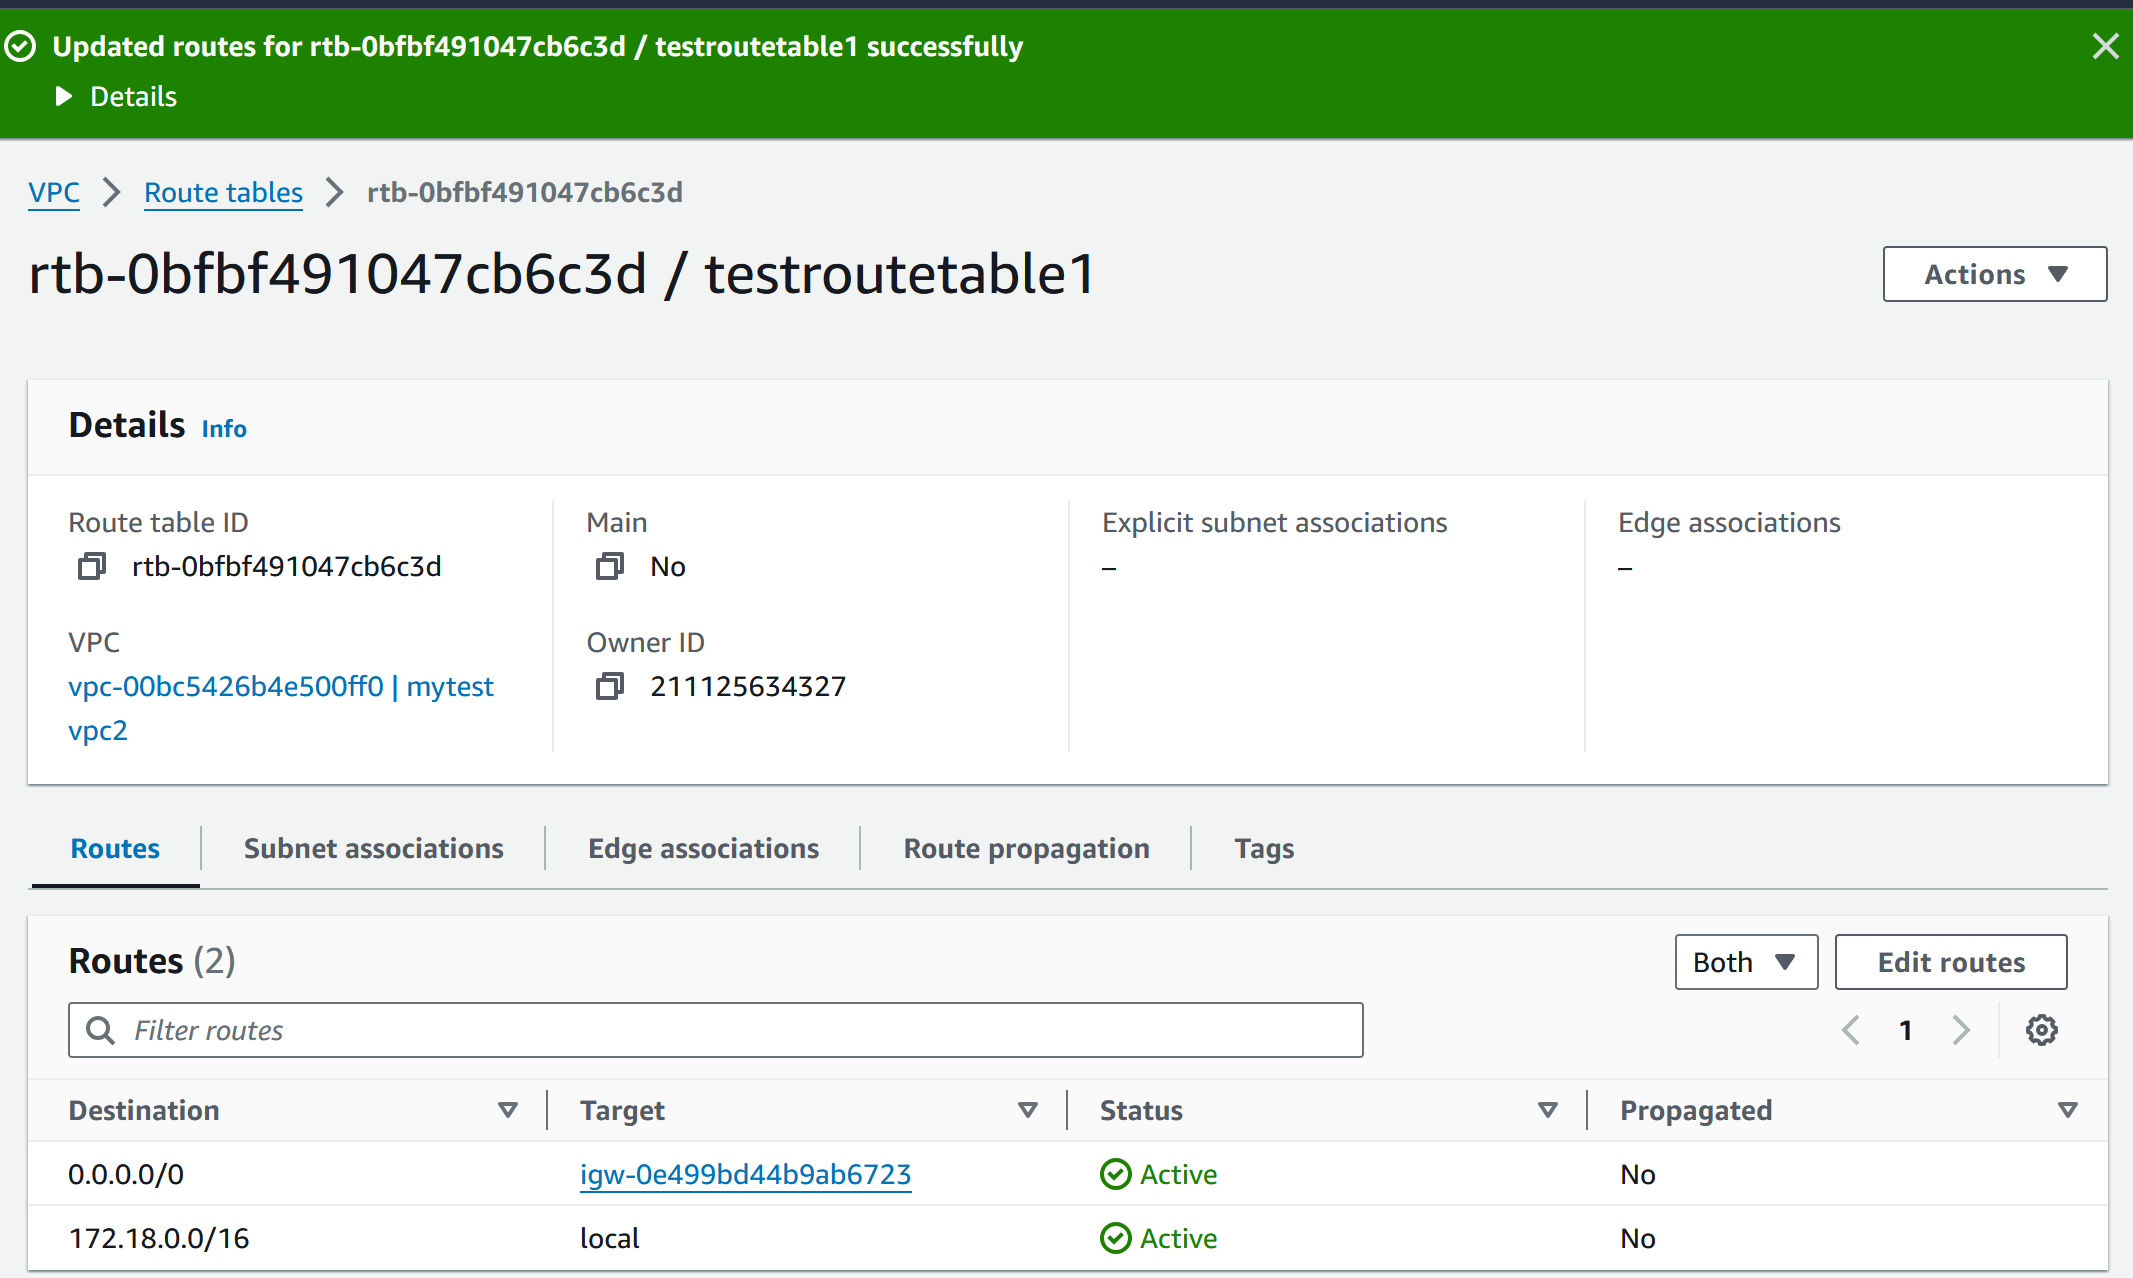 Updated routes for rtb-0bfbf491047cb6c3d / testroutetable1 successfully
Details
VPC Route tables rtb-0bfbf491047cb6c3d
rtb-0bfbf491047cb6c3d / testroutetable1
Actions
Details Info
Route table ID
rtb-0bfbf491047cb6c3d
Main
No
Explicit subnet associations
–
Edge associations
–
VPC
vpc-00bc5426b4e500ff0 | mytest
vpc2
Owner ID
211125634327
Routes Subnet associations Edge associations Route propagation Tags
Routes (2)
Both
Edit routes
Filter routes
1
Destination Target Status Propagated
0.0.0.0/0 igw-0e499bd44b9ab6723 Active No
172.18.0.0/16 local Active No